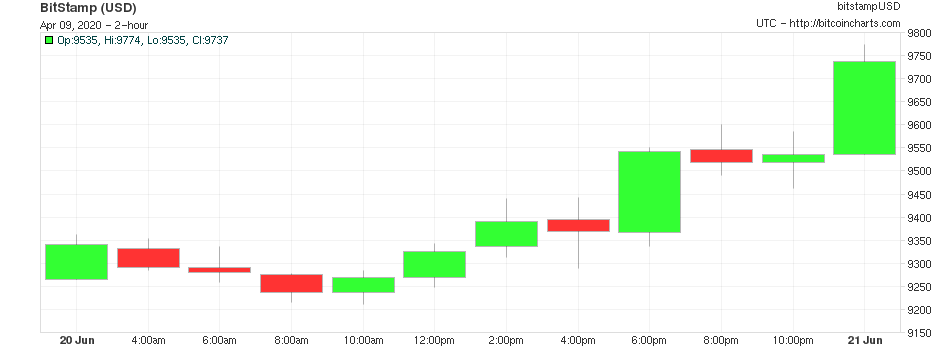 BitStamp (USD)
bitstampUSD
Apr 09, 2020 - 2-hour
UTC - http://bitcoincharts.com
Op:9535, Hi:9774, Lo:9535, Cl:9737
9800
9750
9700
9650
9600
9550
9500
9450
9400
9350
9300
9250
9200
9150
20 Jun 4:00am 6:00am 8:00am 10:00am 12:00pm 2:00pm 4:00pm 6:00pm 8:00pm 10:00pm 21 Jun